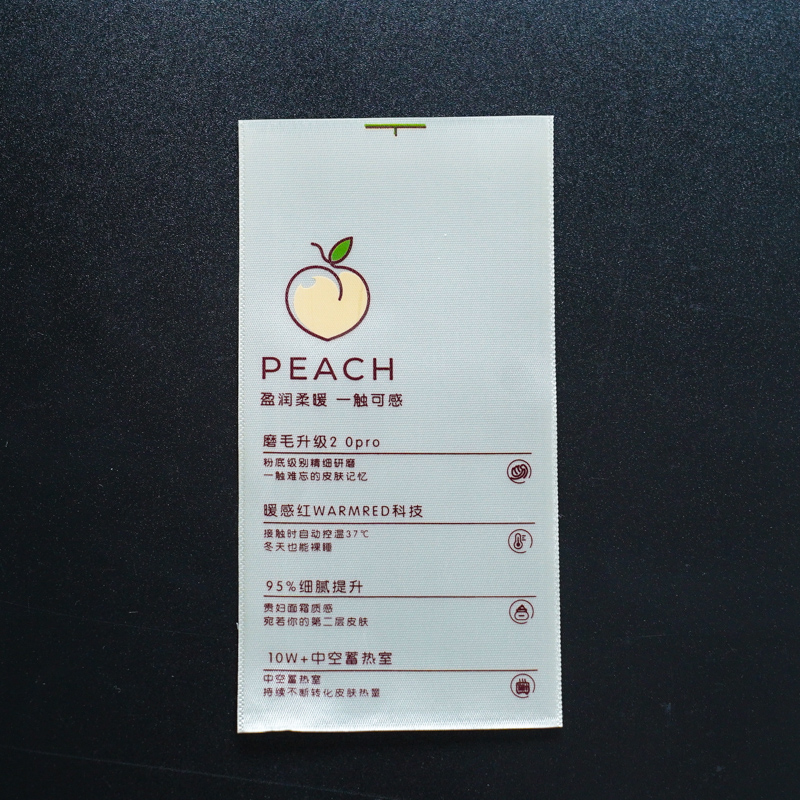 PEACH
盈润柔暖 一触可感
磨毛升级2 0pro
粉底级别精细研磨
一触难忘的皮肤记忆
暖感红WARMRED科技
接触时自动控温37℃
冬天也能裸睡
95%细腻提升
贵妇面霜质感
宛若你的第二层皮肤
10W+中空蓄热室
中空蓄热室
持续不断转化皮肤热量